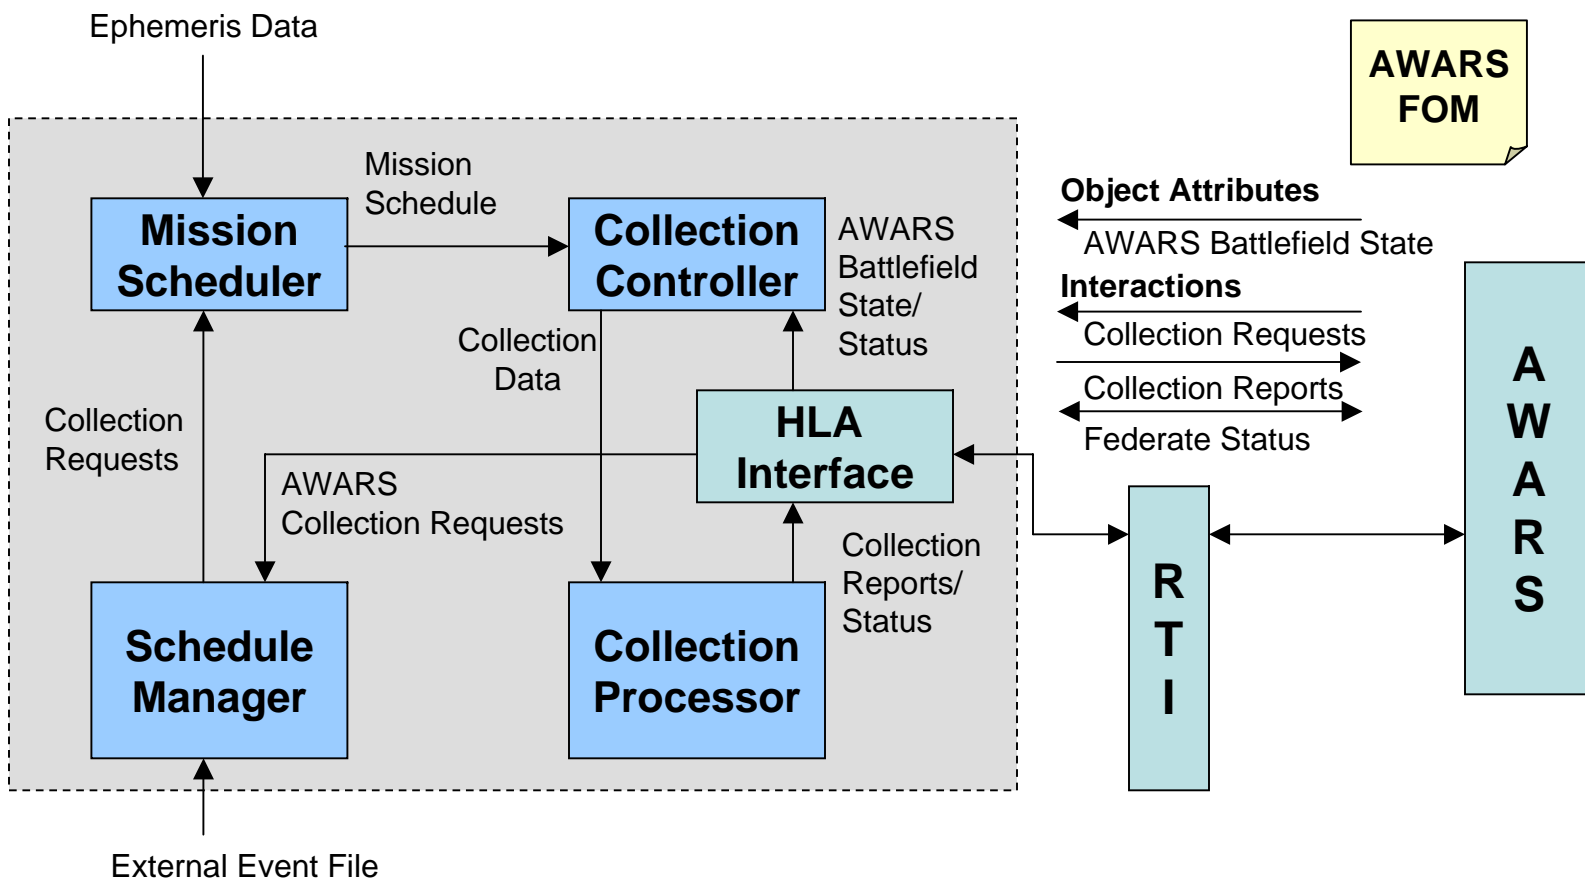 Ephemeris Data
AWARS
FOM
Mission
Schedule
Mission
Scheduler
Collection
Controller
AWARS
Battlefield
State/
Status
Object Attributes
AWARS Battlefield State
Interactions
Collection Requests
Collection Reports
Federate Status
Collection
Data
Collection
Requests
HLA
Interface
AWARS
Collection Requests
Collection
Reports/
Status
Schedule
Manager
Collection
Processor
R
T
I
A
W
A
R
S
External Event File